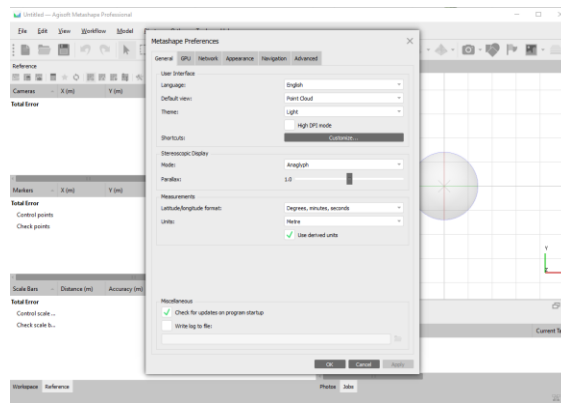 Untitled — Agisoft Metashape Professional
File Edit View Workflow Model
Metashape Preferences
General GPU Network Appearance Navigation Advanced
User Interface
Language: English
Default view: Point Cloud
Theme: Light
High DPI mode
Shortcuts: Customize...
Stereoscopic Display
Mode: Anaglyph
Parallax: 1.0
Measurements
Latitude/longitude format: Degrees, minutes, seconds
Units: Metre
Use derived units
Miscellaneous
Check for updates on program startup
Write log to file:
OK Cancel Apply
Reference
Cameras X (m) Y (m)
Total Error
Markers X (m) Y (m)
Total Error
Control points
Check points
Scale Bars Distance (m) Accuracy (m)
Total Error
Control scale ...
Check scale b...
Workspace Reference
Y
Current Ta
Photos Jobs